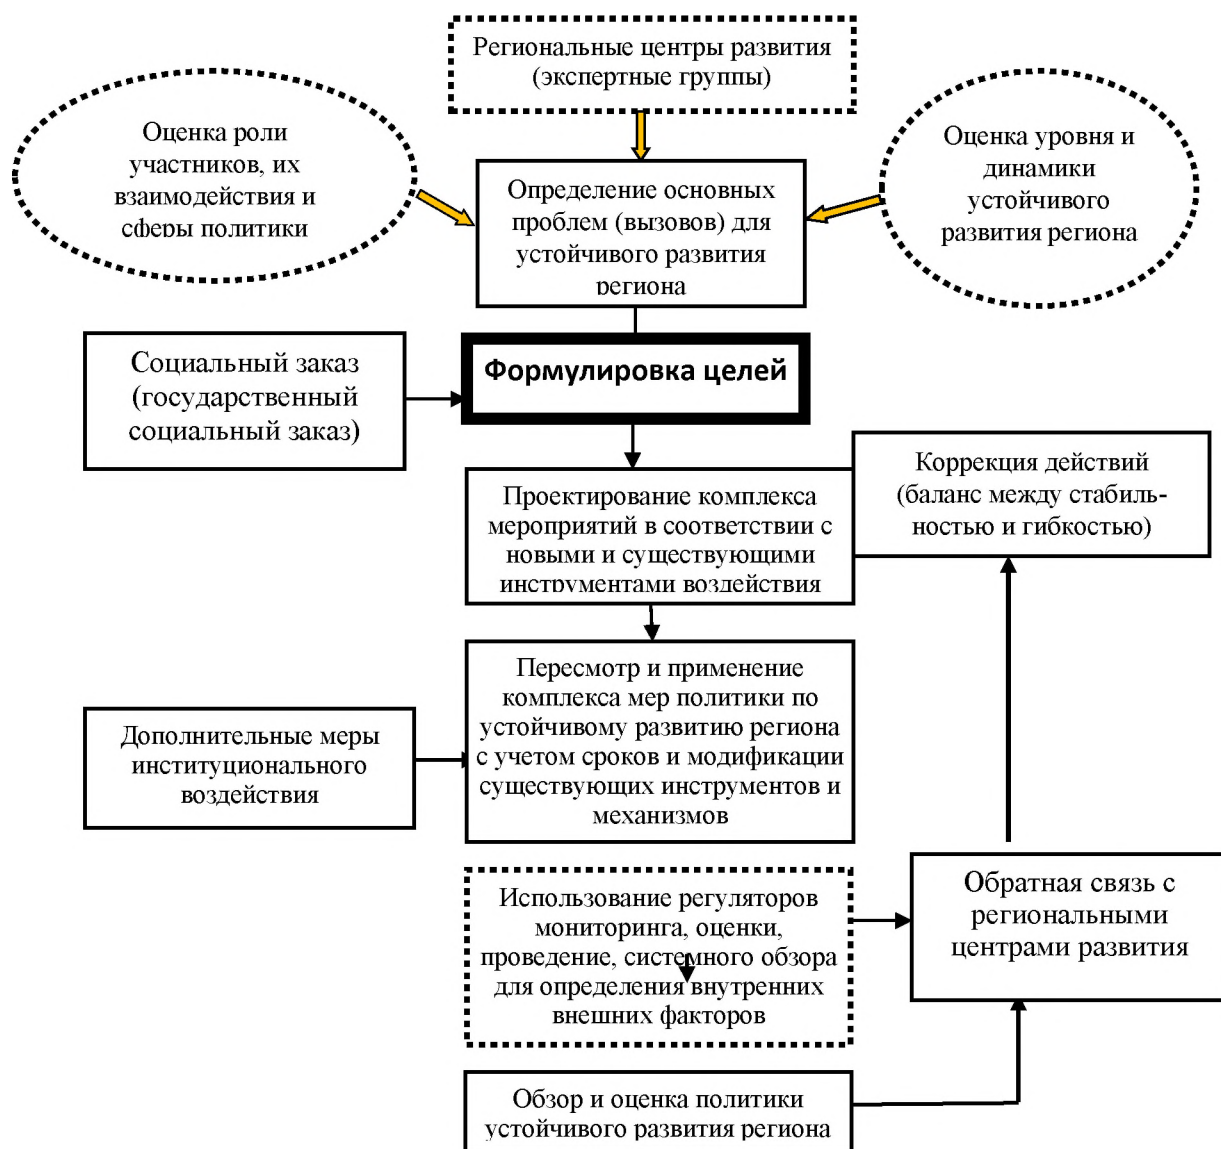 Региональные центры развития
(экспертные группы)
Оценка роли
участников, их
взаимодействия и
сферы политики
Оценка уровня и
динамики
устойчивого
развития региона
Определение основных
проблем (вызовов) для
устойчивого развития
региона
Социальный заказ
(государственный
социальный заказ)
Формулировка целей
Проектирование комплекса
мероприятий в соответствии с
новыми и существующими
инструментами воздействия
Коррекция действий
(баланс между стабиль-
ностью и гибкостью)
Пересмотр и применение
комплекса мер политики по
устойчивому развитию региона
с учетом сроков и модификации
существующих инструментов и
механизмов
Дополнительные меры
институционального
воздействия
Использование регуляторов
мониторинга, оценки,
проведение, системного обзора
для определения внутренних
внешних факторов
Обратная связь с
региональными
центрами развития
Обзор и оценка политики
устойчивого развития региона